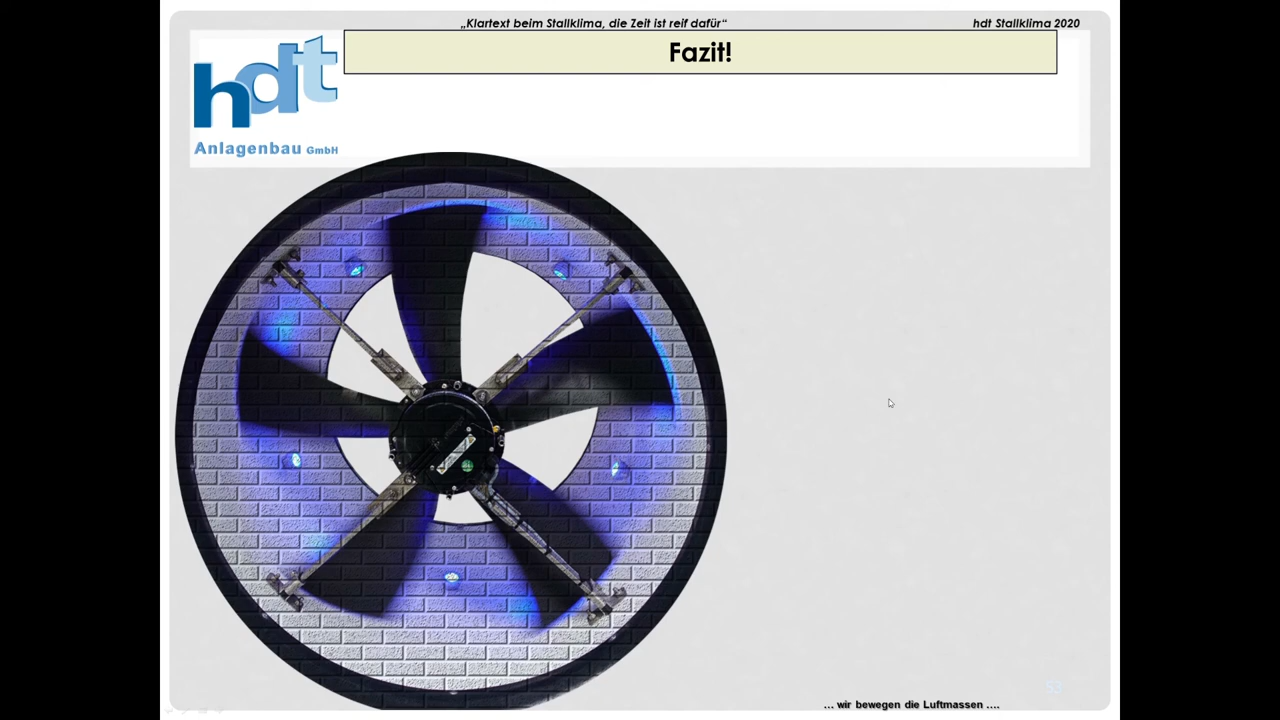 „Klartext beim Stallklima, die Zeit ist reif dafür“
hdt Stallklima 2020
Fazit!
hdt
Anlagenbau GmbH
53
... wir bewegen die Luftmassen ....